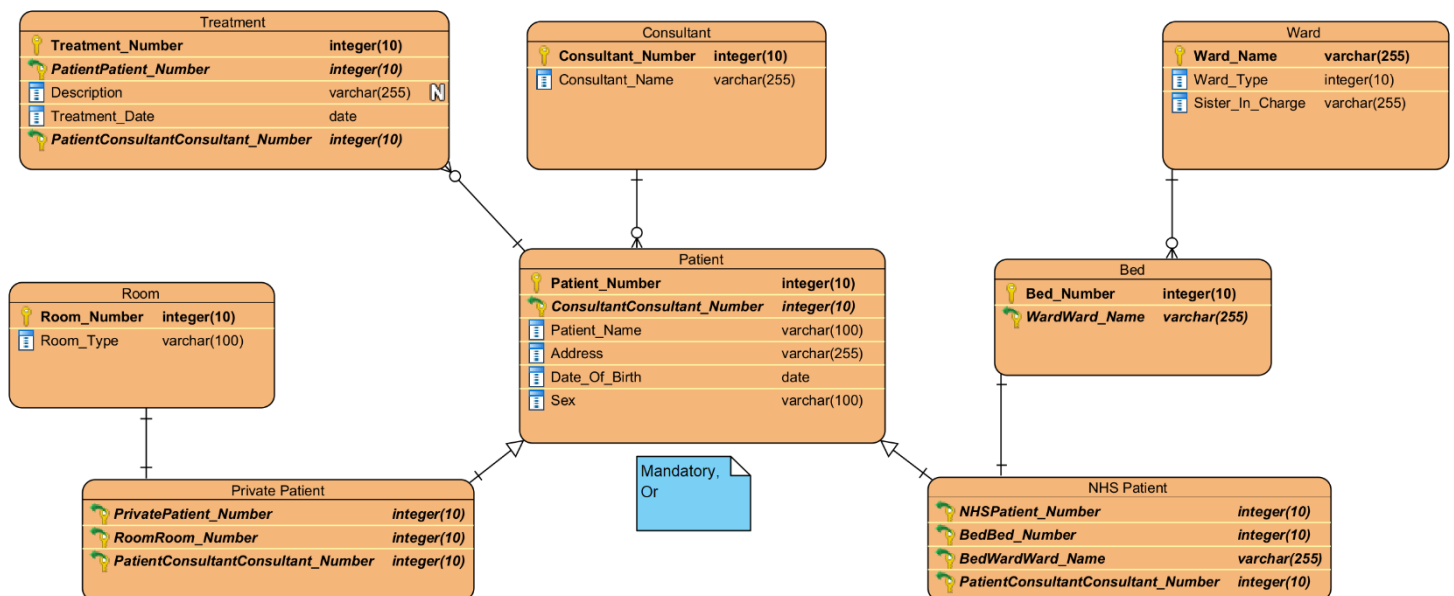 Treatment
Treatment_Number integer(10)
PatientPatient_Number integer(10)
Description varchar(255) N
Treatment_Date date
PatientConsultantConsultant_Number integer(10)
Consultant
Consultant_Number integer(10)
Consultant_Name varchar(255)
Ward
Ward_Name varchar(255)
Ward_Type integer(10)
Sister_In_Charge varchar(255)
Room
Room_Number integer(10)
Room_Type varchar(100)
Patient
Patient_Number integer(10)
ConsultantConsultant_Number integer(10)
Patient_Name varchar(100)
Address varchar(255)
Date_Of_Birth date
Sex varchar(100)
Bed
Bed_Number integer(10)
WardWard_Name varchar(255)
Mandatory,
Or
Private Patient
PrivatePatient_Number integer(10)
RoomRoom_Number integer(10)
PatientConsultantConsultant_Number integer(10)
NHS Patient
NHSPatient_Number integer(10)
BedBed_Number integer(10)
BedWardWard_Name varchar(255)
PatientConsultantConsultant_Number integer(10)